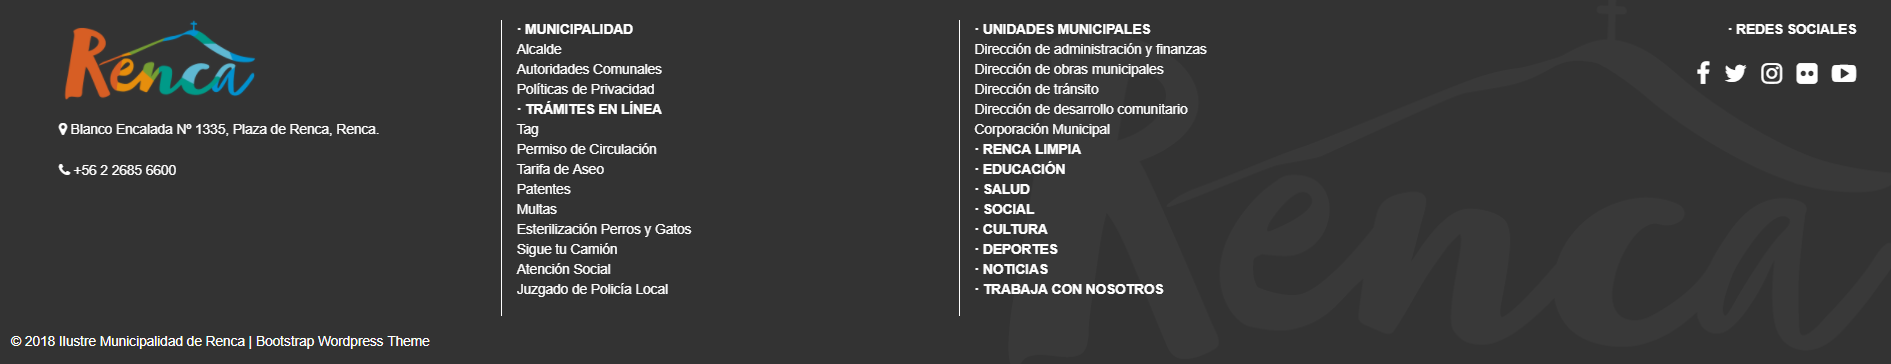 Renca
Blanco Encalada Nº 1335, Plaza de Renca, Renca.
+56 2 2685 6600
· MUNICIPALIDAD
Alcalde
Autoridades Comunales
Políticas de Privacidad
· TRÁMITES EN LÍNEA
Tag
Permiso de Circulación
Tarifa de Aseo
Patentes
Multas
Esterilización Perros y Gatos
Sigue tu Camión
Atención Social
Juzgado de Policía Local
· UNIDADES MUNICIPALES
Dirección de administración y finanzas
Dirección de obras municipales
Dirección de tránsito
Dirección de desarrollo comunitario
Corporación Municipal
· RENCA LIMPIA
· EDUCACIÓN
· SALUD
· SOCIAL
· CULTURA
· DEPORTES
· NOTICIAS
· TRABAJA CON NOSOTROS
· REDES SOCIALES
Renca
© 2018 Ilustre Municipalidad de Renca | Bootstrap Wordpress Theme